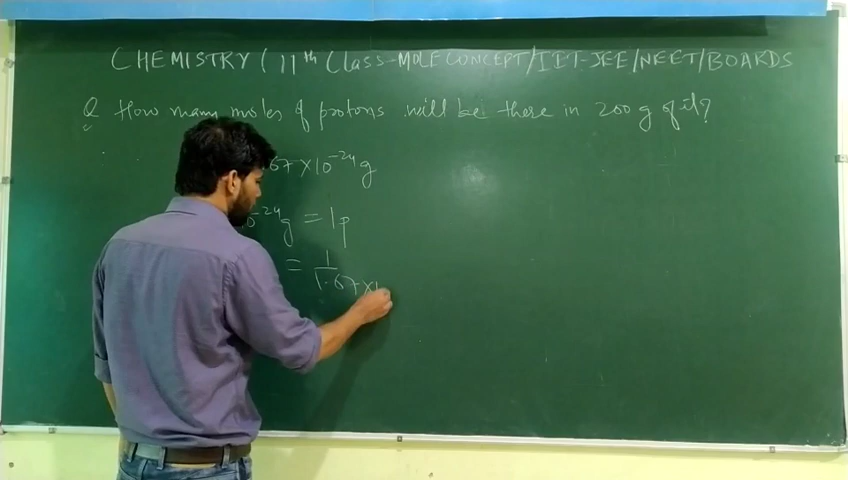 CHEMISTRY ( 11th Class-MOLE CONCEPT/IIT-JEE/NEET/BOARDS
Q How many moles of protons will be there in 200 g of it?
67 × 10⁻²⁴ g
0⁻²⁴ g = 1p
= 1/1.67 × 1